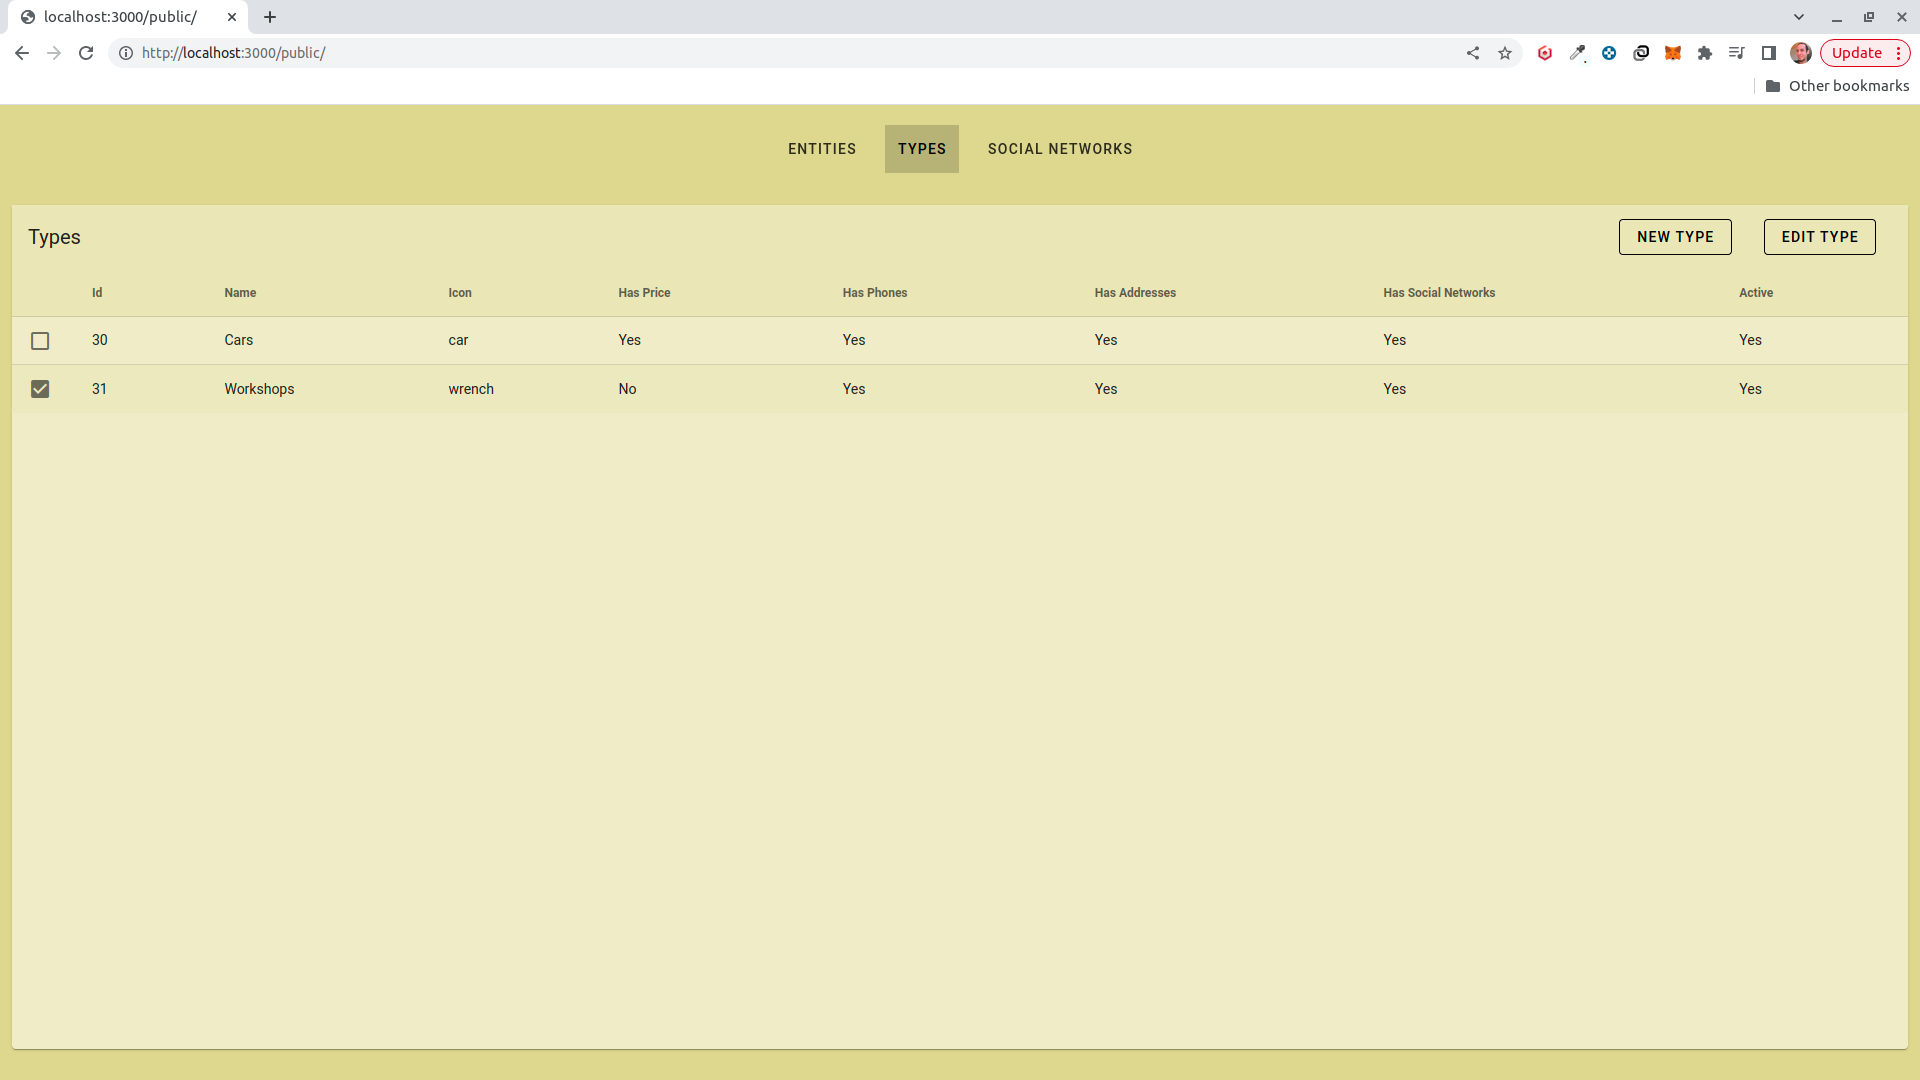 localhost:3000/public/
http://localhost:3000/public/
Update
Other bookmarks
ENTITIES TYPES SOCIAL NETWORKS
Types NEW TYPE EDIT TYPE
Id Name Icon Has Price Has Phones Has Addresses Has Social Networks Active
30 Cars car Yes Yes Yes Yes Yes
31 Workshops wrench No Yes Yes Yes Yes